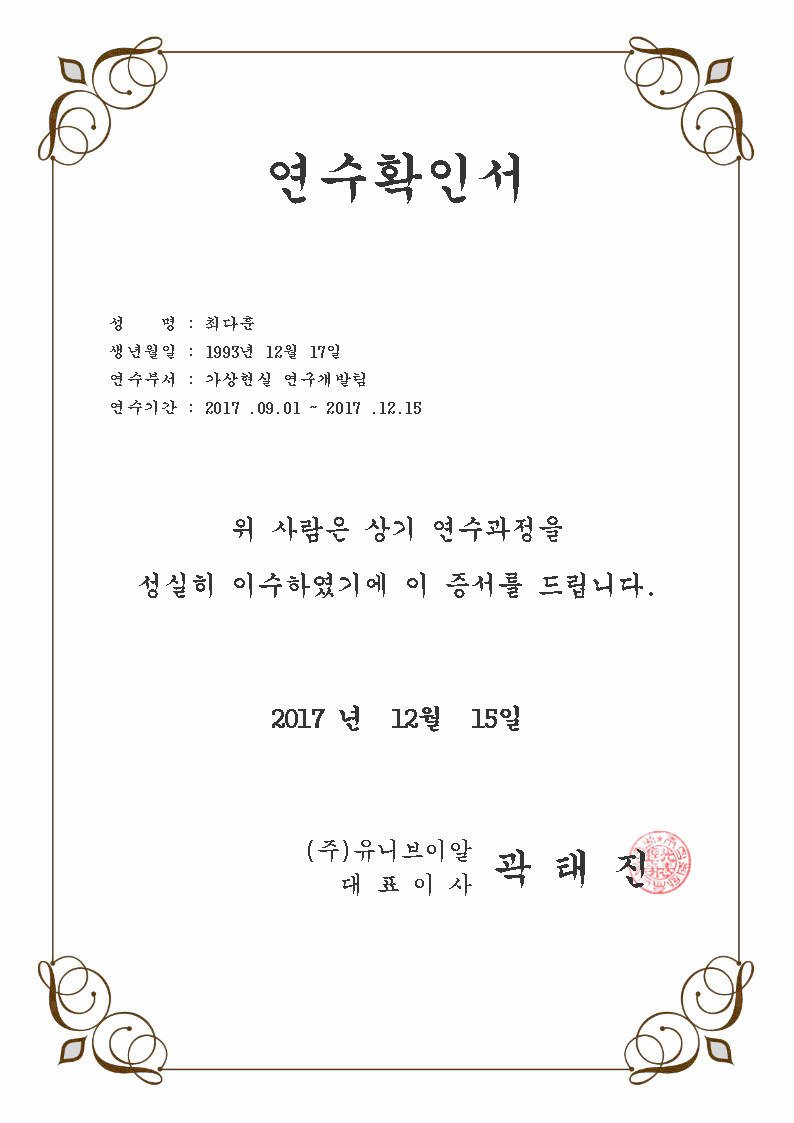 연수확인서
성 명 : 최다훈
생년월일 : 1993년 12월 17일
연수부서 : 가상현실 연구개발팀
연수기간 : 2017 .09.01 ~ 2017 .12.15
위 사람은 상기 연수과정을
성실히 이수하였기에 이 증서를 드립니다.
2017 년 12월 15일
(주)유니브이알
대 표 이 사 곽 태 진